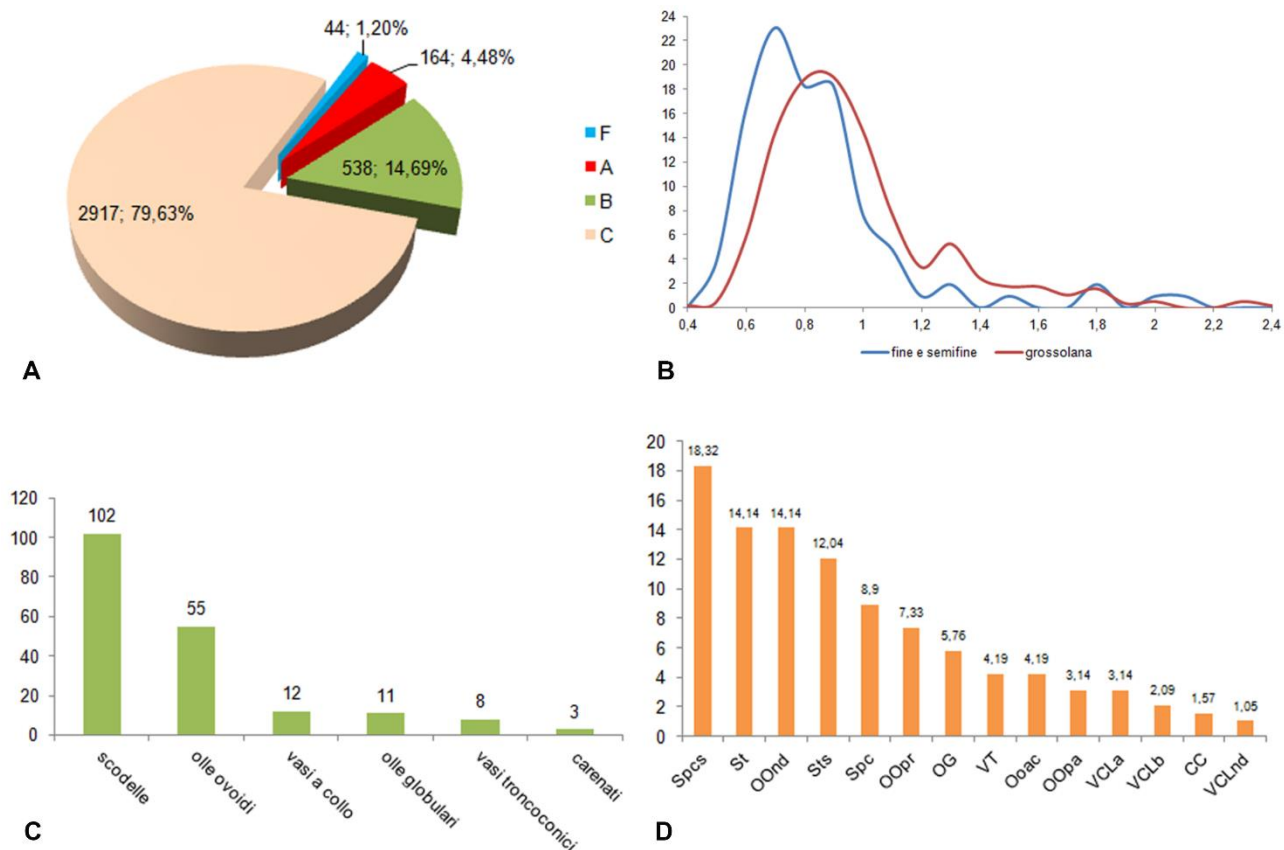 44; 1,20%
164; 4,48%
538; 14,69%
2917; 79,63%
F
A
B
C
A
24
22
20
18
16
14
12
10
8
6
4
2
0
0,4 0,6 0,8 1 1,2 1,4 1,6 1,8 2 2,2 2,4
fine e semifine grossolana
B
120
100
80
60
40
20
0
102
55
12
11
8
3
scodelle
olle ovoidi
vasi a collo
olle globulari
vasi troncoconici
carenati
C
20
18
16
14
12
10
8
6
4
2
0
18,32
14,14
14,14
12,04
8,9
7,33
5,76
4,19
4,19
3,14
3,14
2,09
1,57
1,05
Spcs
St
OOnd
Sts
Spc
OOpr
OG
VT
Ooac
OOpa
VCLa
VCLb
CC
VCLnd
D